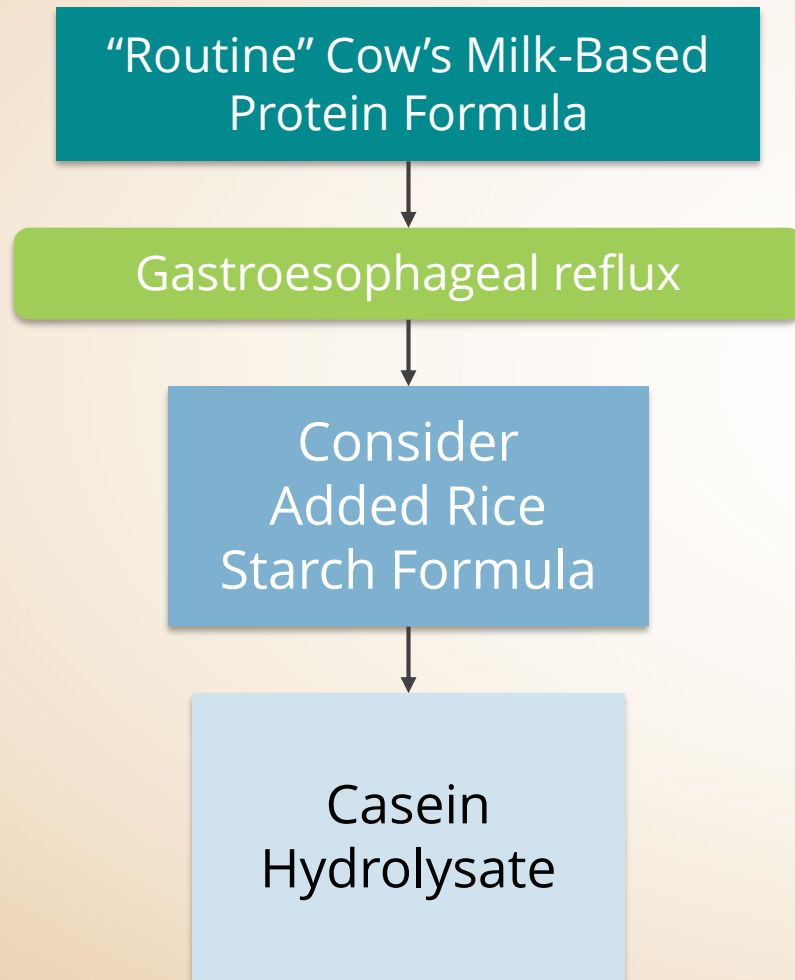 “Routine” Cow’s Milk-Based
Protein Formula
Gastroesophageal reflux
Consider
Added Rice
Starch Formula
Casein
Hydrolysate